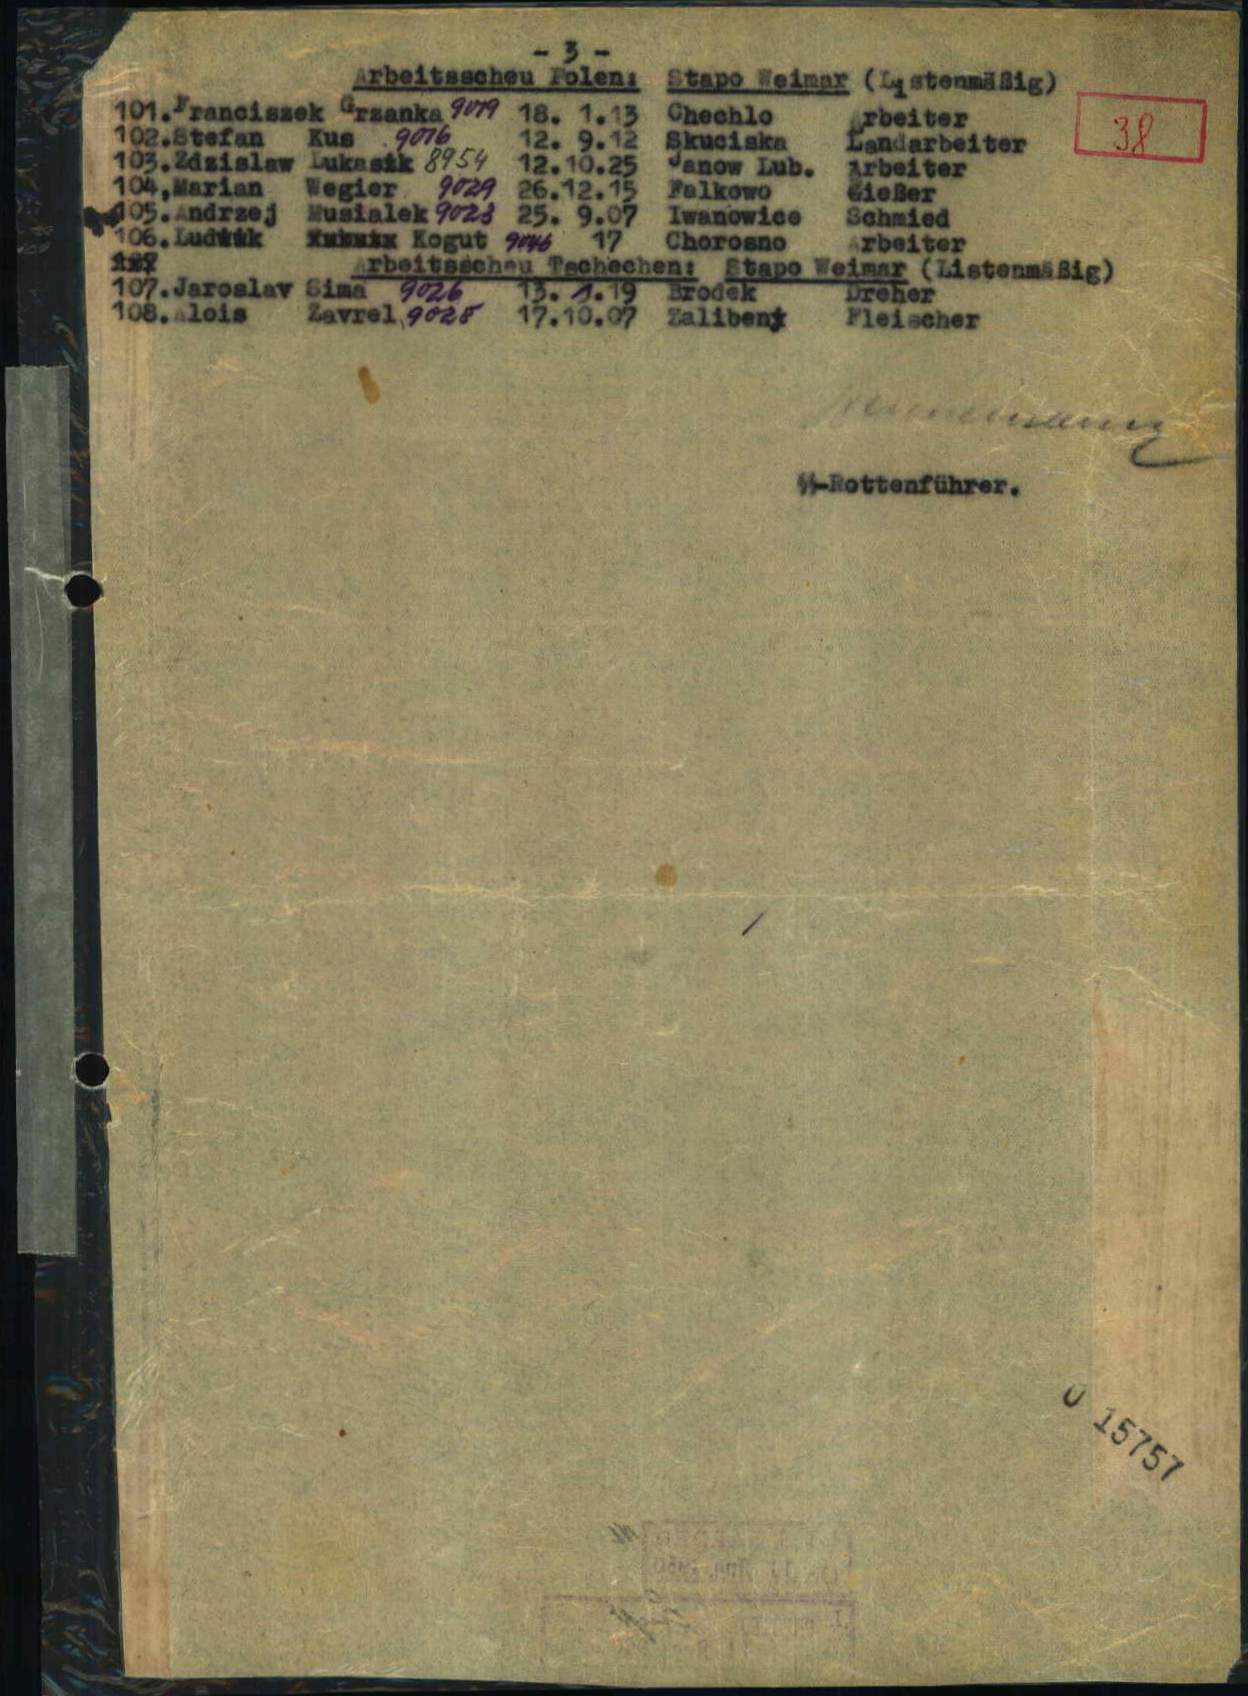 - 3 -
Arbeitsscheu Polen: Stapo Weimar (Listenmäßig)
38
101. Franciszek Grzanka 9019 18. 1.13 Chechlo Arbeiter
102. Stefan Kus 9076 12. 9.12 Skuciska Landarbeiter
103. Zdzislaw Lukasik 8954 12.10.25 Janow Lub. Arbeiter
104, Marian Wegier 9029 26.12.15 Falkowo Gießer
105. Andrzej Musialek 9023 25. 9.07 Iwanowice Schmied
106. Ludwik Kogut 9046 17 Chorosno Arbeiter
Arbeitsscheu Tschechen: Stapo Weimar (Listenmäßig)
107. Jaroslav Sima 9026 13. 1.19 Brodek Dreher
108. Alois Zavrel 9028 17.10.07 Zaliben Fleischer
SS-Rottenführer.
0 15757